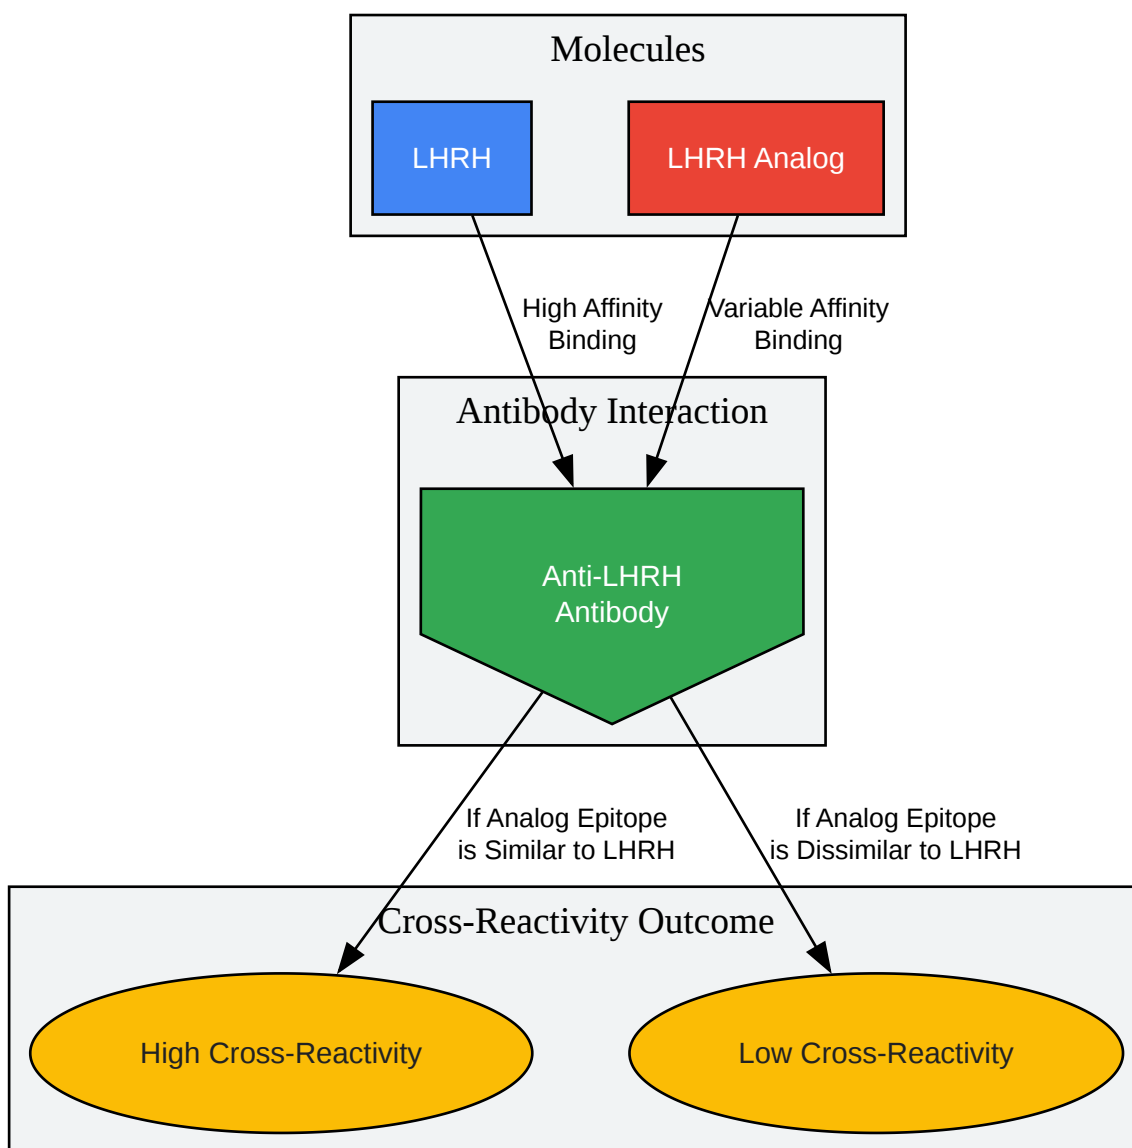 Molecules
LHRH
LHRH Analog
High Affinity
Binding
Variable Affinity
Binding
Antibody Interaction
Anti-LHRH
Antibody
If Analog Epitope
is Similar to LHRH
If Analog Epitope
is Dissimilar to LHRH
Cross-Reactivity Outcome
High Cross-Reactivity
Low Cross-Reactivity